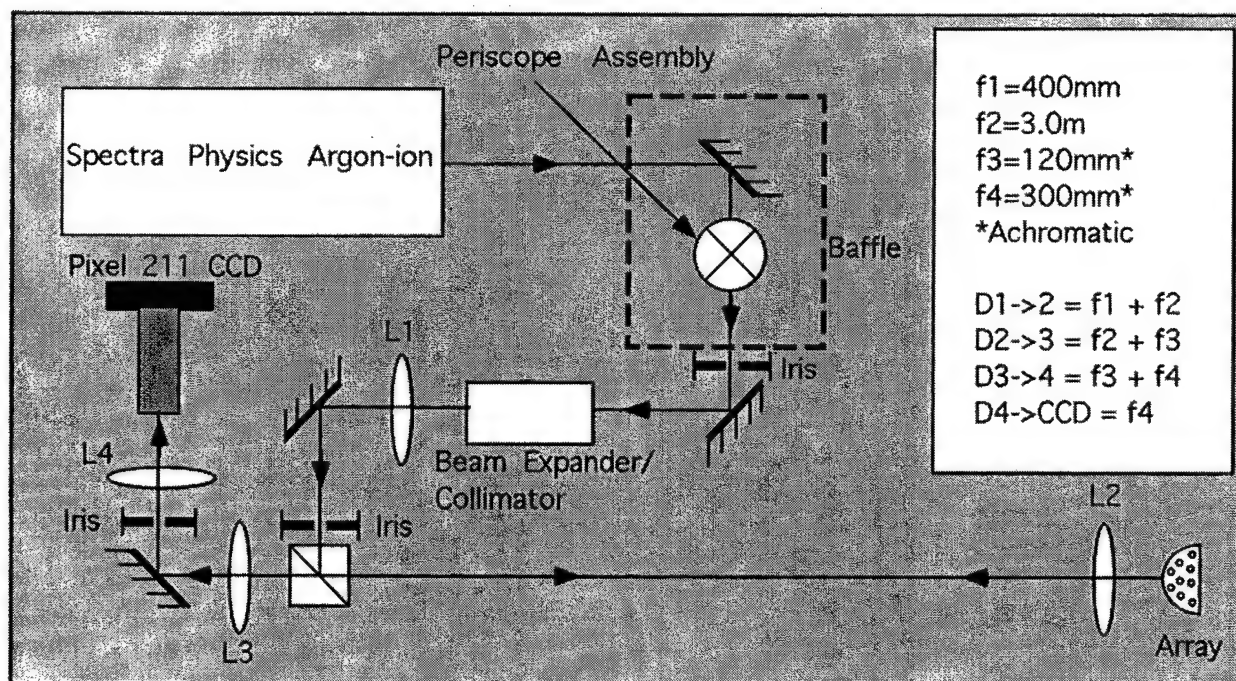 Periscope Assembly
Spectra Physics Argon-ion
Baffle
Pixel 211 CCD
L1
Iris
Beam Expander/
Collimator
L4
Iris
Iris
L3
L2
Array
f1=400mm
f2=3.0m
f3=120mm*
f4=300mm*
*Achromatic
D1->2 = f1 + f2
D2->3 = f2 + f3
D3->4 = f3 + f4
D4->CCD = f4